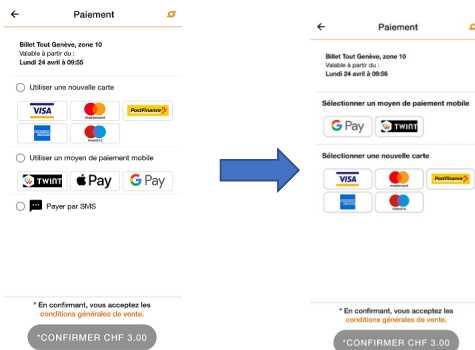 Paiement
Billet Tout Genève, zone 10
Valable à partir du :
Lundi 24 avril à 09:55
Utiliser une nouvelle carte
VISA
mastercard
PostFinance
maestro
Utiliser un moyen de paiement mobile
TWINT
Pay
G Pay
Payer par SMS
* En confirmant, vous acceptez les
conditions générales de vente.
*CONFIRMER CHF 3.00
Paiement
Billet Tout Genève, zone 10
Valable à partir du :
Lundi 24 avril à 09:56
Sélectionner un moyen de paiement mobile
G Pay
TWINT
Sélectionner une nouvelle carte
VISA
mastercard
PostFinance
maestro
* En confirmant, vous acceptez les
conditions générales de vente.
*CONFIRMER CHF 3.00